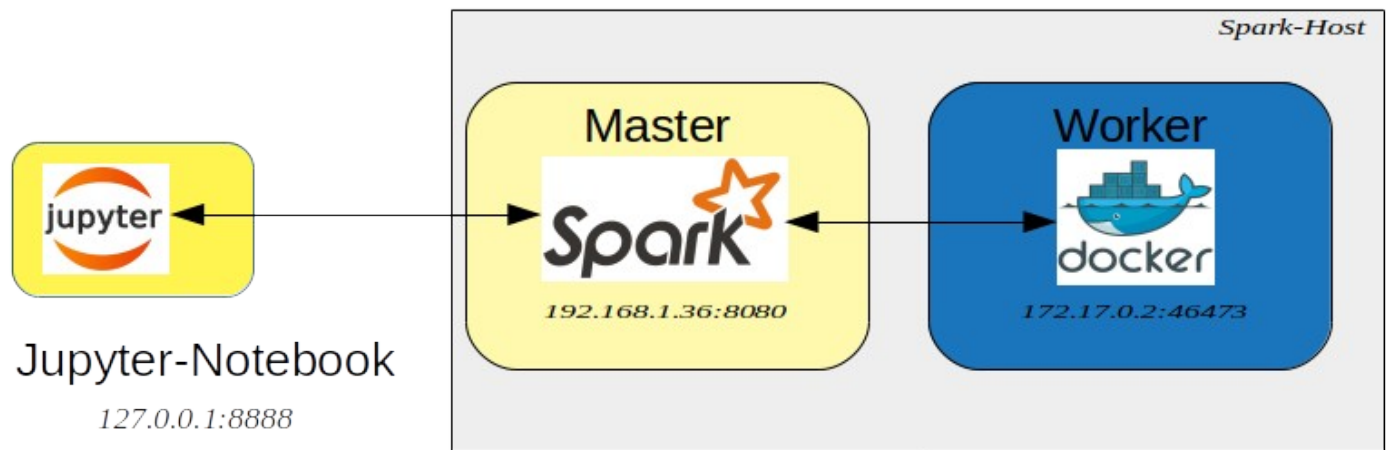 Spark-Host
Master
Worker
jupyter
Spark
docker
192.168.1.36:8080
172.17.0.2:46473
Jupyter-Notebook
127.0.0.1:8888